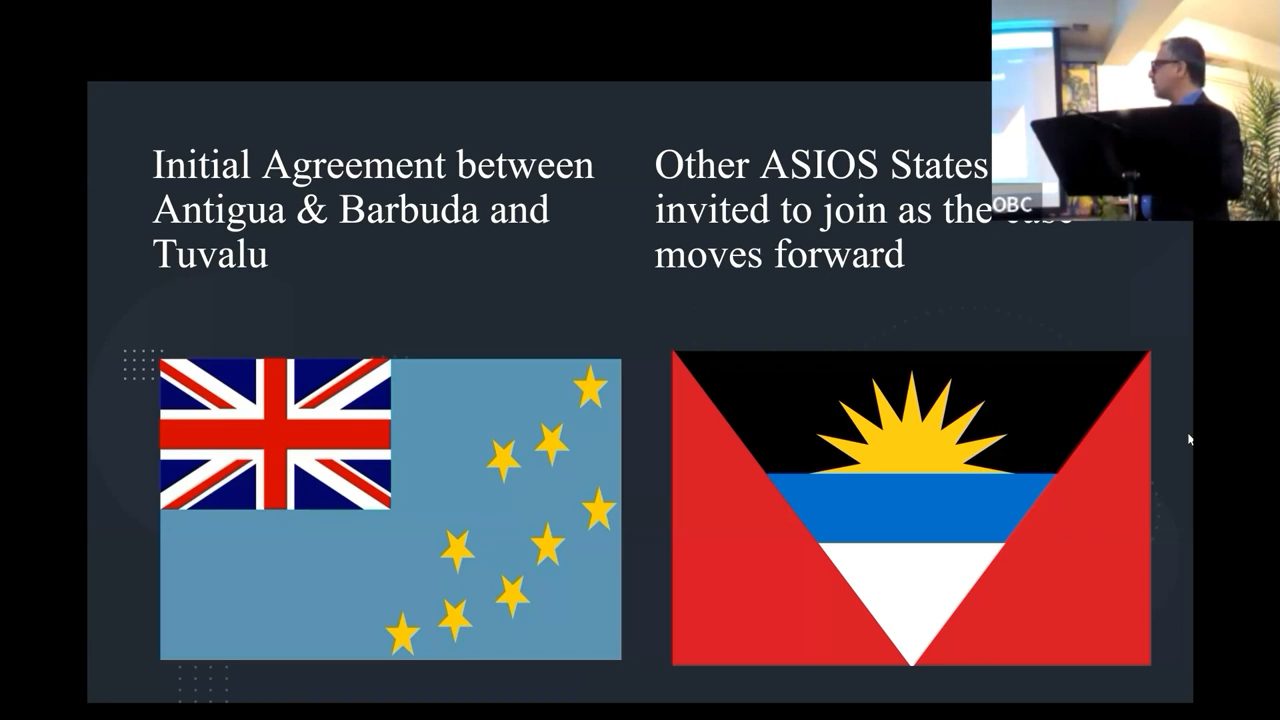 Initial Agreement between
Antigua & Barbuda and
Tuvalu
Other ASIOS States
invited to join as the
moves forward
OBC